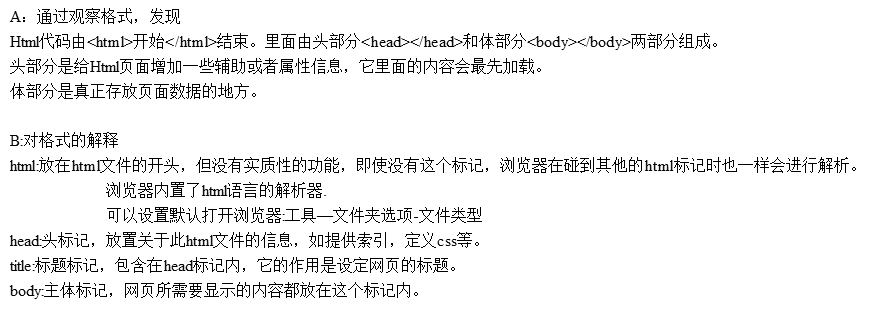 A：通过观察格式，发现
Html代码由<html>开始</html>结束。里面由头部分<head></head>和体部分<body></body>两部分组成。
头部分是给Html页面增加一些辅助或者属性信息，它里面的内容会最先加载。
体部分是真正存放页面数据的地方。
B:对格式的解释
html:放在html文件的开头，但没有实质性的功能，即使没有这个标记，浏览器在碰到其他的html标记时也一样会进行解析。
浏览器内置了html语言的解析器.
可以设置默认打开浏览器:工具—文件夹选项-文件类型
head:头标记，放置关于此html文件的信息，如提供索引，定义css等。
title:标题标记，包含在head标记内，它的作用是设定网页的标题。
body:主体标记，网页所需要显示的内容都放在这个标记内。